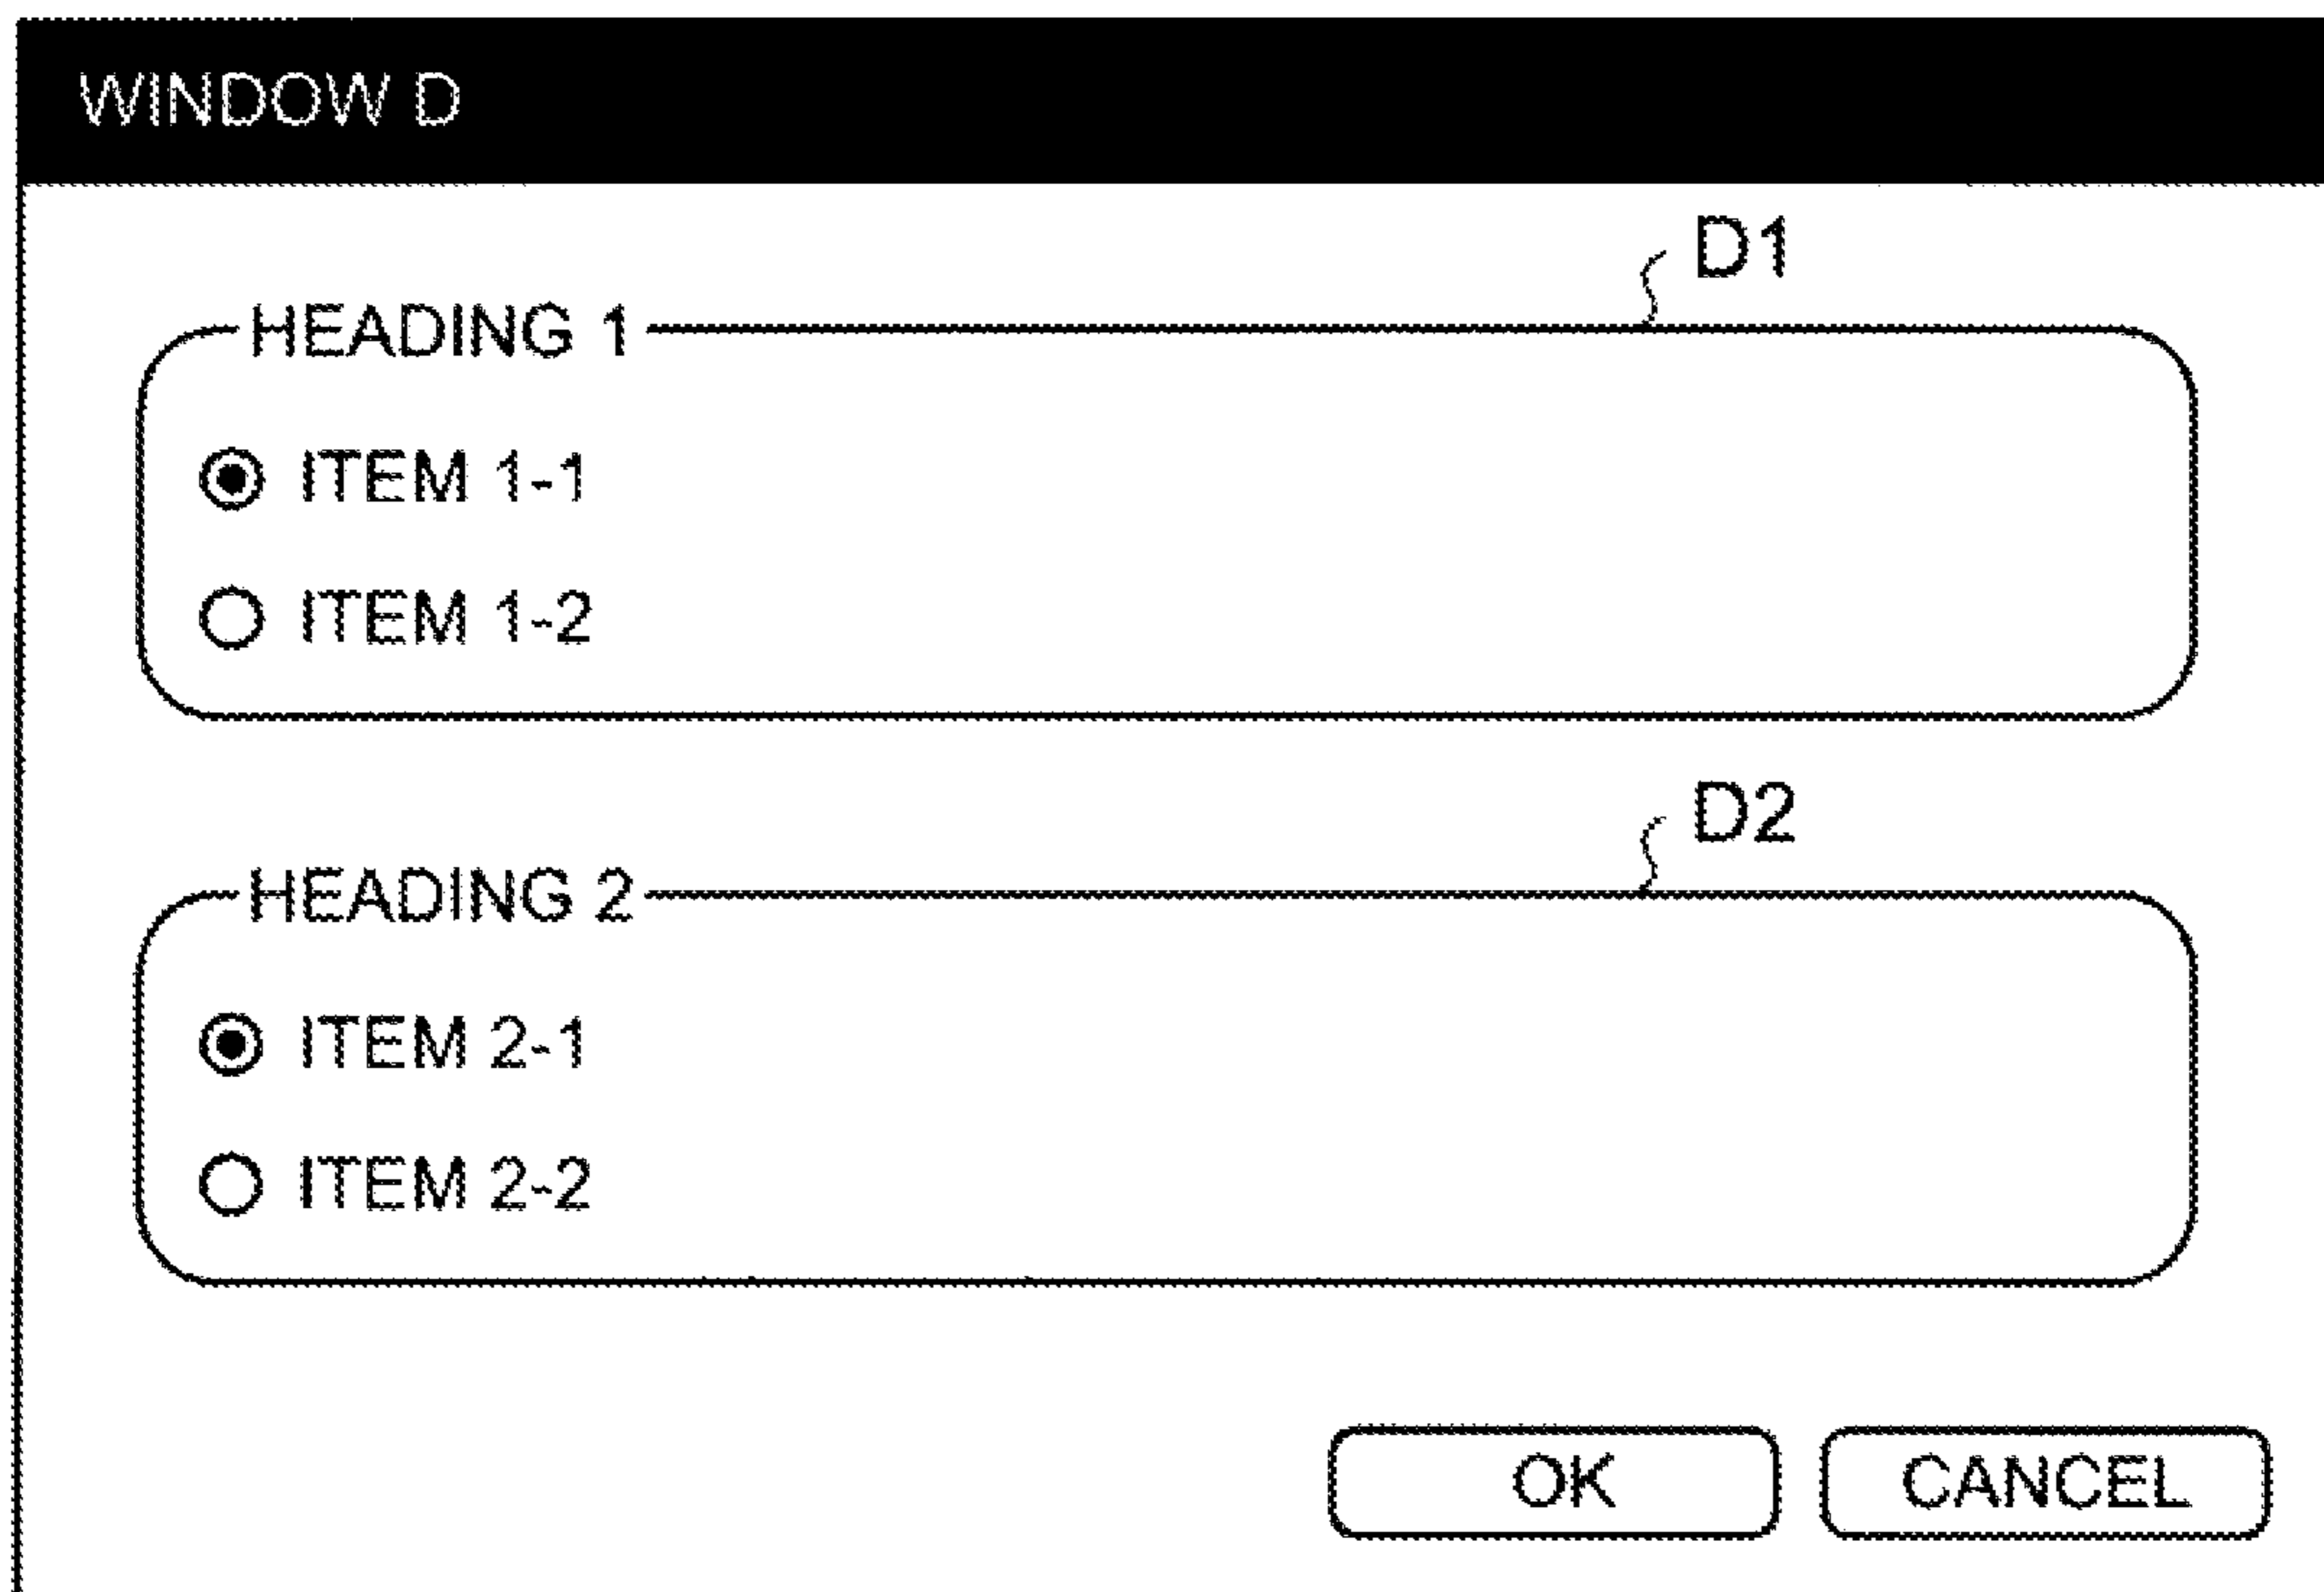 WINDOW D
D1
HEADING 1
ITEM 1-1
ITEM 1-2
D2
HEADING 2
ITEM 2-1
ITEM 2-2
OK
CANCEL